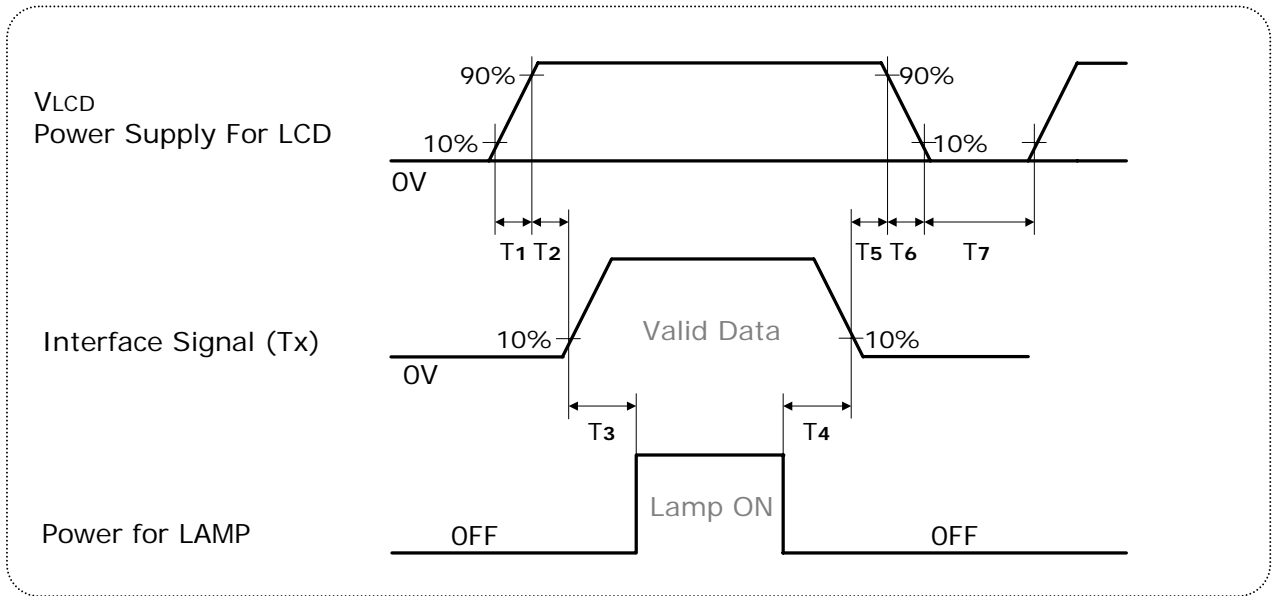 90% 90%
VLCD
Power Supply For LCD
10% 10%
0V
T1 T2 T5 T6 T7
Interface Signal (Tx)
Valid Data
10% 10%
0V
T3 T4
Lamp ON
Power for LAMP
OFF OFF